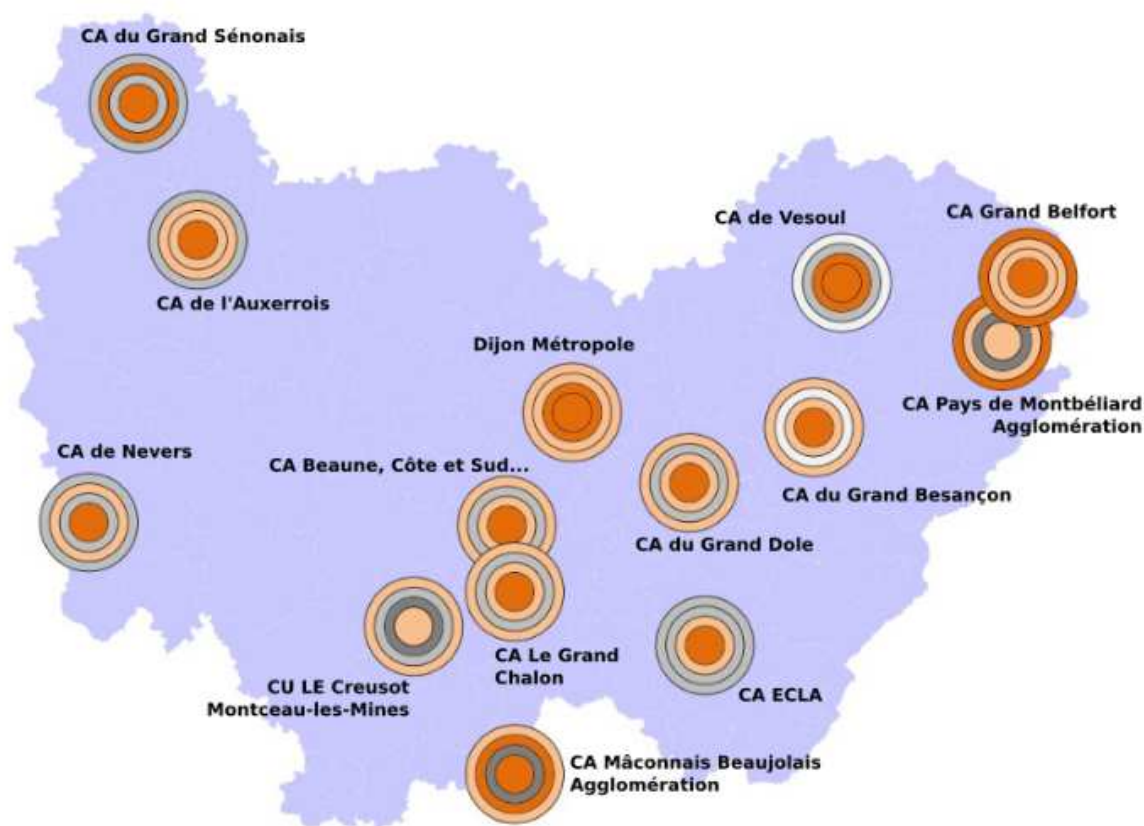 CA du Grand Sénonais
CA de l'Auxerrois
CA de Vesoul
CA Grand Belfort
Dijon Métropole
CA Pays de Montbéliard
Agglomération
CA de Nevers
CA Beaune, Côte et Sud...
CA du Grand Besançon
CA du Grand Dole
CA Le Grand
Chalon
CU LE Creusot
Montceau-les-Mines
CA ECLA
CA Mâconnais Beaujolais
Agglomération